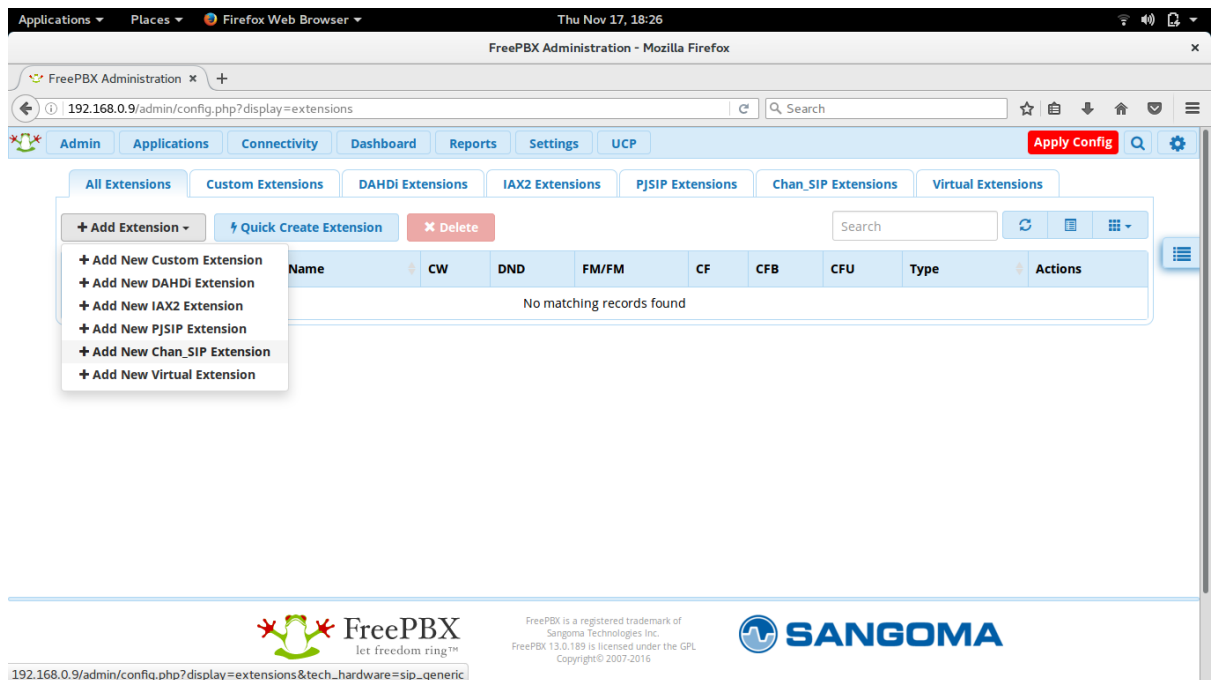 Applications Places Firefox Web Browser Thu Nov 17, 18:26
FreePBX Administration - Mozilla Firefox
FreePBX Administration
192.168.0.9/admin/config.php?display=extensions Search
Admin Applications Connectivity Dashboard Reports Settings UCP Apply Config
All Extensions Custom Extensions DAHDi Extensions IAX2 Extensions PJSIP Extensions Chan_SIP Extensions Virtual Extensions
+ Add Extension Quick Create Extension Delete Search
Name CW DND FM/FM CF CFB CFU Type Actions
No matching records found
+ Add New Custom Extension
+ Add New DAHDi Extension
+ Add New IAX2 Extension
+ Add New PJSIP Extension
+ Add New Chan_SIP Extension
+ Add New Virtual Extension
FreePBX
let freedom ring™
FreePBX is a registered trademark of
Sangoma Technologies Inc.
FreePBX 13.0.189 is licensed under the GPL
Copyright© 2007-2016
SANGOMA
192.168.0.9/admin/config.php?display=extensions&tech_hardware=sip_generic